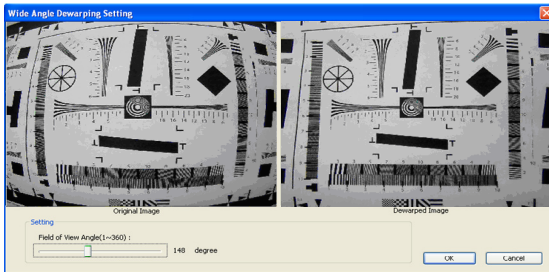 Wide Angle Dewarping Setting
Original Image
Dewarped Image
Setting
Field of View Angle(1~360) :
148 degree
OK
Cancel